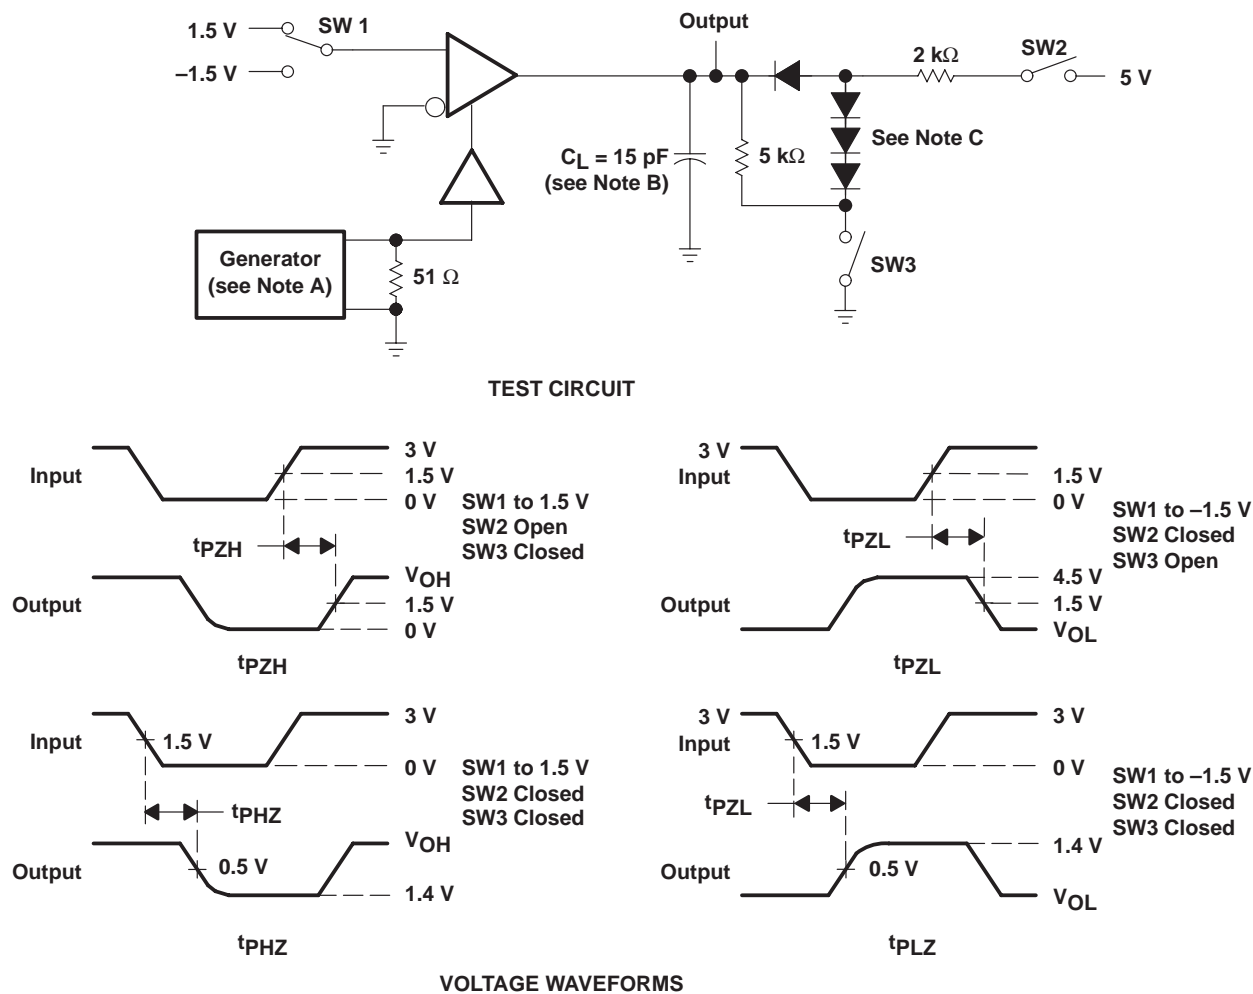 Output
1.5 V
SW 1
–1.5 V
2 kΩ
SW2
5 V
See Note C
CL = 15 pF
(see Note B)
5 kΩ
Generator
(see Note A)
51 Ω
SW3
TEST CIRCUIT
Input
3 V
1.5 V
0 V
SW1 to 1.5 V
SW2 Open
SW3 Closed
tPZH
Output
VOH
1.5 V
0 V
tPZH
3 V
Input
1.5 V
0 V
SW1 to –1.5 V
SW2 Closed
SW3 Open
tPZL
Output
4.5 V
1.5 V
VOL
tPZL
Input
3 V
1.5 V
0 V
SW1 to 1.5 V
SW2 Closed
SW3 Closed
tPHZ
Output
VOH
0.5 V
1.4 V
tPHZ
3 V
Input
3 V
1.5 V
0 V
SW1 to –1.5 V
SW2 Closed
SW3 Closed
tPZL
Output
1.4 V
0.5 V
VOL
tPLZ
VOLTAGE WAVEFORMS